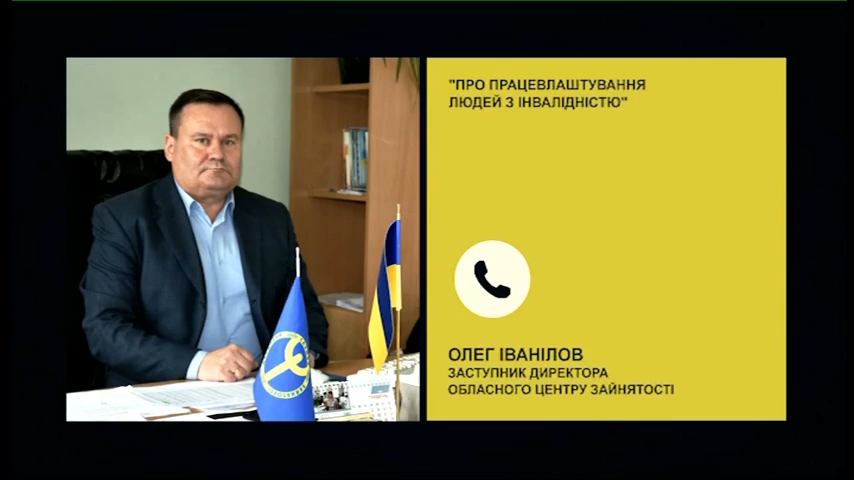 "ПРО ПРАЦЕВЛАШТУВАННЯ
ЛЮДЕЙ З ІНВАЛІДНІСТЮ"
ОЛЕГ ІВАНІЛОВ
ЗАСТУПНИК ДИРЕКТОРА
ОБЛАСНОГО ЦЕНТРУ ЗАЙНЯТОСТІ